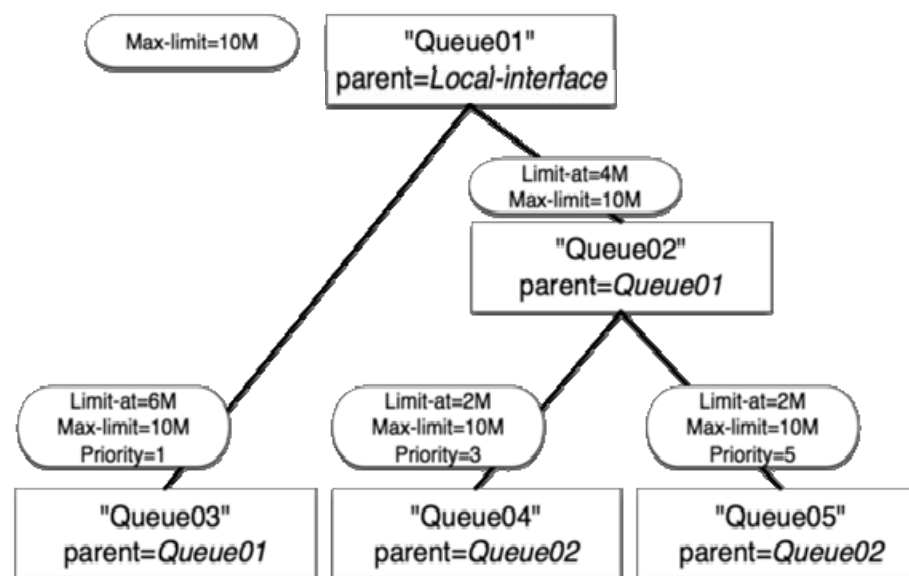 Max-limit=10M
"Queue01"
parent=Local-interface
Limit-at=4M
Max-limit=10M
"Queue02"
parent=Queue01
Limit-at=6M
Max-limit=10M
Priority=1
Limit-at=2M
Max-limit=10M
Priority=3
Limit-at=2M
Max-limit=10M
Priority=5
"Queue03"
parent=Queue01
"Queue04"
parent=Queue02
"Queue05"
parent=Queue02